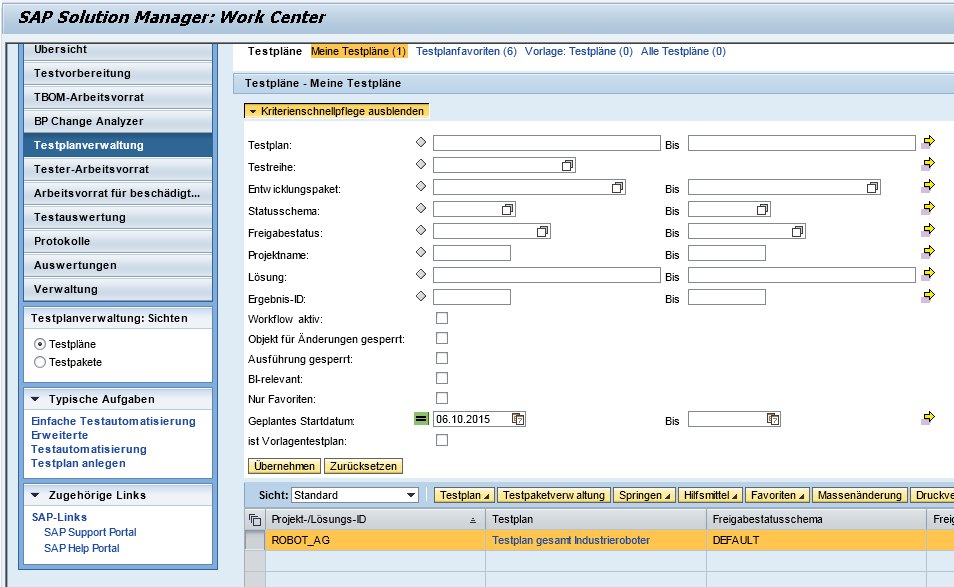 SAP Solution Manager: Work Center
Übersicht
Testvorbereitung
TBOM-Arbeitsvorrat
BP Change Analyzer
Testplanverwaltung
Tester-Arbeitsvorrat
Arbeitsvorrat für beschädigt...
Testauswertung
Protokolle
Auswertungen
Verwaltung
Testplanverwaltung: Sichten
Testpläne
Testpakete
Typische Aufgaben
Einfache Testautomatisierung
Erweiterte
Testautomatisierung
Testplan anlegen
Zugehörige Links
SAP-Links
SAP Support Portal
SAP Help Portal
Testpläne Meine Testpläne (1) Testplanfavoriten (6) Vorlage: Testpläne (0) Alle Testpläne (0)
Testpläne - Meine Testpläne
Kriterienschnellpflege ausblenden
Testplan: Bis
Testreihe:
Entwicklungspaket: Bis
Statusschema: Bis
Freigabestatus: Bis
Projektname: Bis
Lösung: Bis
Ergebnis-ID: Bis
Workflow aktiv:
Objekt für Änderungen gesperrt:
Ausführung gesperrt:
BI-relevant:
Nur Favoriten:
Geplantes Startdatum: 06.10.2015 Bis
ist Vorlagentestplan:
Übernehmen Zurücksetzen
Sicht: Standard Testplan Testpaketverwaltung Springen Hilfsmittel Favoriten Massenänderung Druckve
Projekt-/Lösungs-ID Testplan Freigabestatusschema Freig
ROBOT_AG Testplan gesamt Industrieroboter DEFAULT